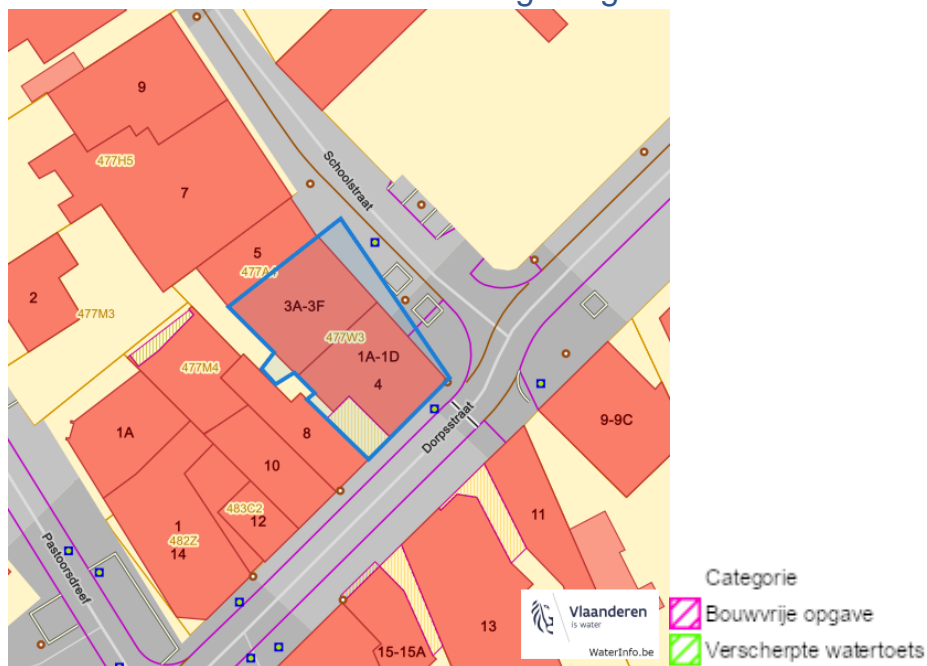 9
477H5
7
Schoolstraat
5
477A4
2
3A-3F
477M3
477W3
1A-1D
477M4
4
1A
8
9-9C
Dorpsstraat
10
483C2
12
1
482Z
14
11
Pastoorsdreef
13
15-15A
Vlaanderen
is water
WaterInfo.be
Categorie
Bouwvrije opgave
Verscherpte watertoets